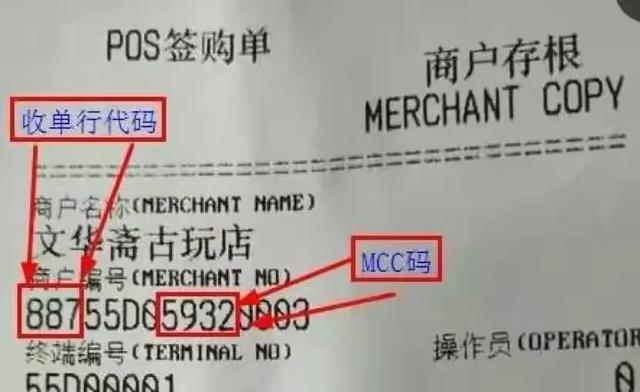 POS签购单
商户存根
MERCHANT COPY
收单行代码
商户名称(MERCHANT NAME)
文华斋古玩店
MCC码
商户编号(MERCHANT NO)
88755D059320003
操作员(OPERATOR
终端编号(TERMINAL NO)
55D00001